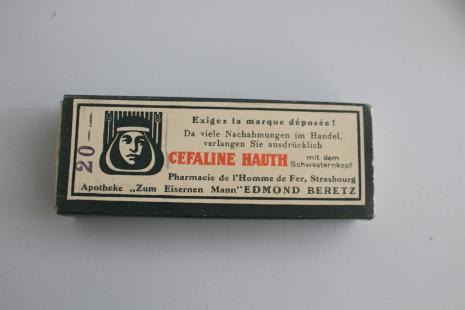 20-
Exigez la marque déposée!
Da viele Nachahmungen im Handel,
verlangen Sie ausdrücklich
CEFALINE HAUTH mit dem Schwesternkopf
Pharmacie de l'Homme de Fer, Strasbourg
Apotheke „Zum Eisernen Mann" EDMOND BERETZ